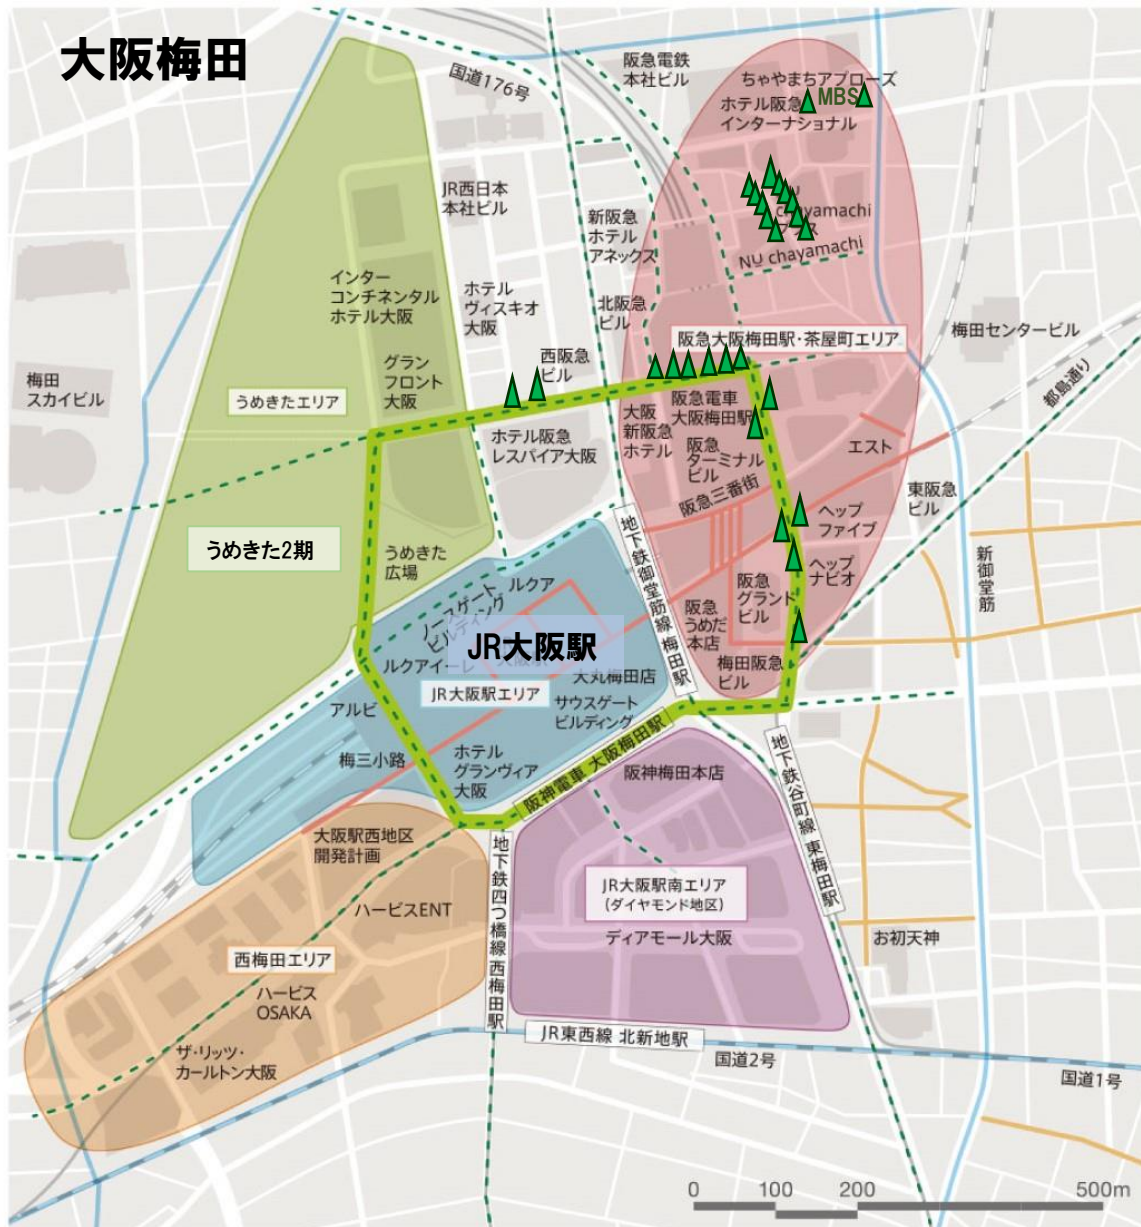 大阪梅田
国道176号
阪急電鉄
本社ビル
ちゃやまちアプローズ
MBS
ホテル阪急
インターナショナル
JR西日本
本社ビル
新阪急
ホテル
アネックス
chayamachi
NU chayamachi
インター
コンチネンタル
ホテル大阪
ホテル
ヴィスキオ
大阪
北阪急
ビル
阪急大阪梅田駅・茶屋町エリア
梅田センタービル
西阪急
ビル
グラン
フロント
大阪
梅田
スカイビル
うめきたエリア
都島通り
大阪
新阪急
ホテル
阪急電車
大阪梅田駅
ホテル阪急
レスパイア大阪
阪急
ターミナル
ビル
エスト
阪急三番街
東阪急
ビル
ヘップ
ファイブ
うめきた2期
うめきた
広場
地下鉄御堂筋線 梅田駅
ヘップ
ナビオ
新御堂筋
ルクア
ノースゲート
ビルディング
阪急
グランド
ビル
阪急
うめだ
本店
JR大阪駅
ルクアイーレ
大丸梅田店
梅田阪急
ビル
JR大阪駅エリア
サウスゲート
ビルディング
アルビ
梅三小路
ホテル
グランヴィア
大阪
阪神電車 大阪梅田駅
阪神梅田本店
地下鉄谷町線 東梅田駅
大阪駅西地区
開発計画
地下鉄四つ橋線 西梅田駅
JR大阪駅南エリア
(ダイヤモンド地区)
ハービスENT
ディアモール大阪
お初天神
西梅田エリア
ハービス
OSAKA
JR東西線 北新地駅
ザ・リッツ・
カールトン大阪
国道2号
国道1号
0 100 200 500m